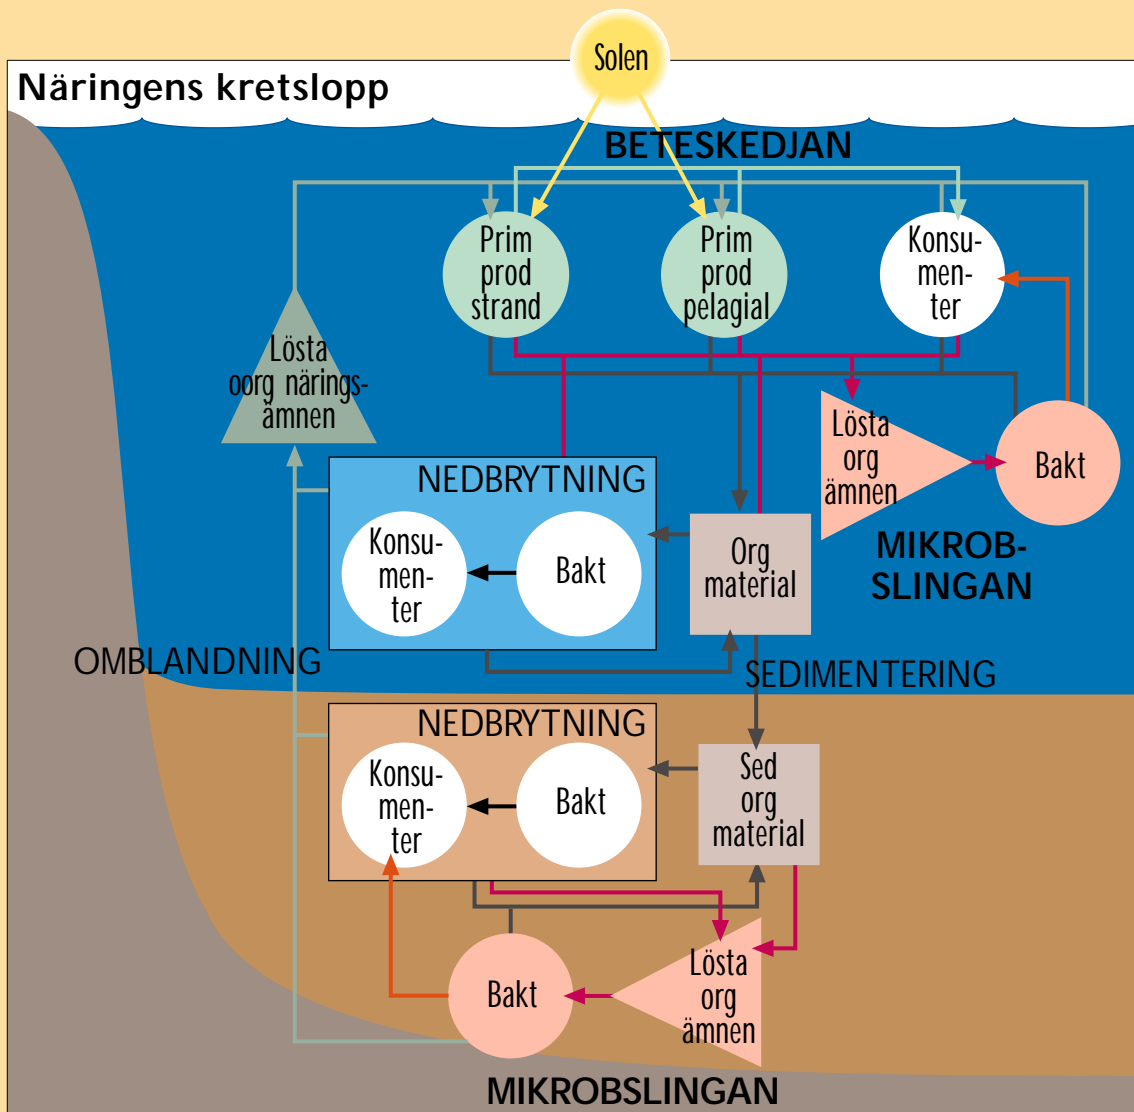 Solen
Näringens kretslopp
BETESKEDJAN
Prim
prod
strand
Prim
prod
pelagial
Konsu-
men-
ter
Lösta
oorg närings-
ämnen
Lösta
org
ämnen
Bakt
NEDBRYTNING
Konsu-
men-
ter
Bakt
Org
material
MIKROB-
SLINGAN
OMBLANDNING
SEDIMENTERING
NEDBRYTNING
Konsu-
men-
ter
Bakt
Sed
org
material
Bakt
Lösta
org
ämnen
MIKROBSLINGAN